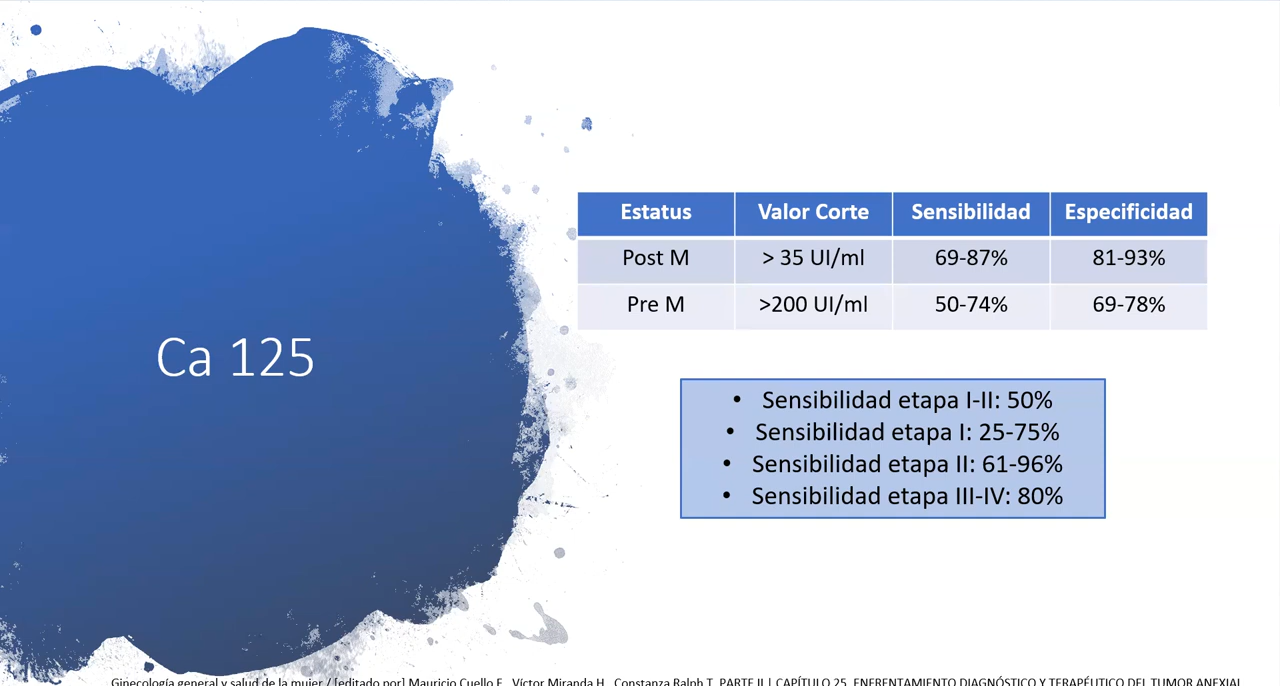 Ca 125
Estatus Valor Corte Sensibilidad Especificidad
Post M > 35 UI/ml 69-87% 81-93%
Pre M >200 UI/ml 50-74% 69-78%
• Sensibilidad etapa I-II: 50%
• Sensibilidad etapa I: 25-75%
• Sensibilidad etapa II: 61-96%
• Sensibilidad etapa III-IV: 80%
Ginecología general y salud de la mujer / [editado por] Mauricio Cuello F., Víctor Miranda H., Constanza Ralph T. PARTE II | CAPÍTULO 25. ENFRENTAMIENTO DIAGNÓSTICO Y TERAPÉUTICO DEL TUMOR ANEXIAL